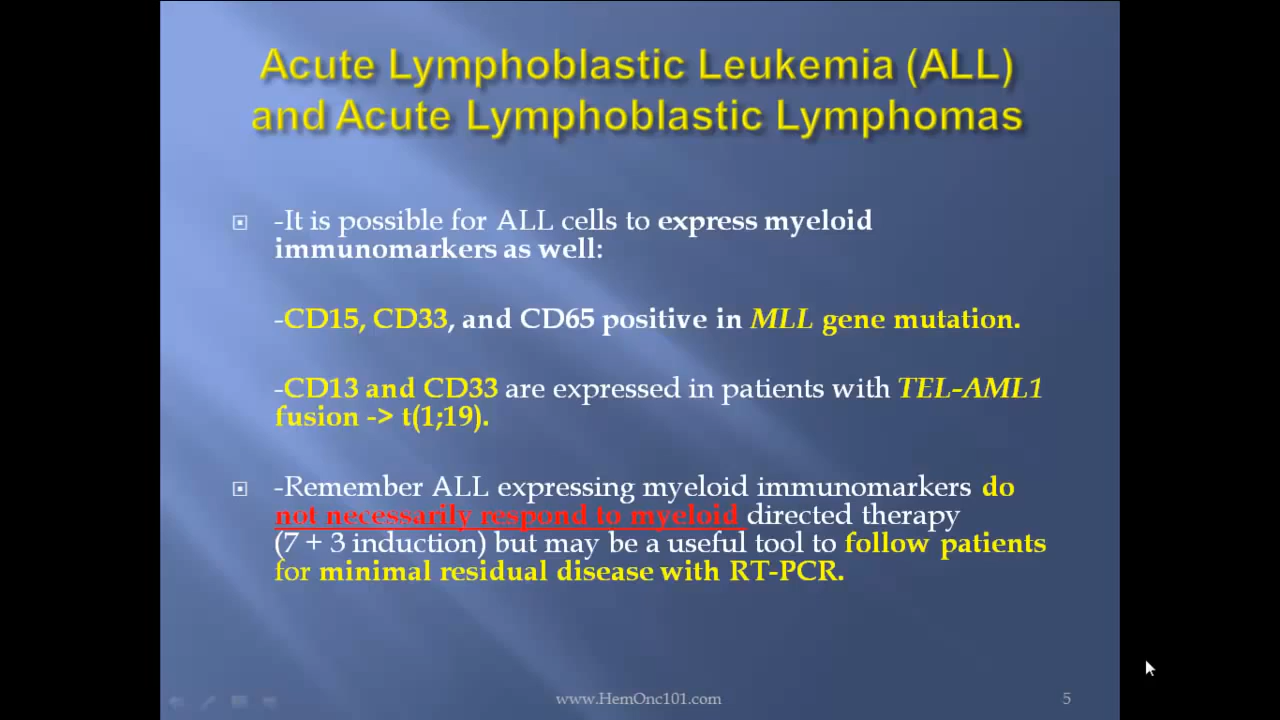 Acute Lymphoblastic Leukemia (ALL)
and Acute Lymphoblastic Lymphomas
-It is possible for ALL cells to express myeloid
immunomarkers as well:
-CD15, CD33, and CD65 positive in MLL gene mutation.
-CD13 and CD33 are expressed in patients with TEL-AML1
fusion -> t(1;19).
-Remember ALL expressing myeloid immunomarkers do
not necessarily respond to myeloid directed therapy
(7 + 3 induction) but may be a useful tool to follow patients
for minimal residual disease with RT-PCR.
www.HemOnc101.com
5